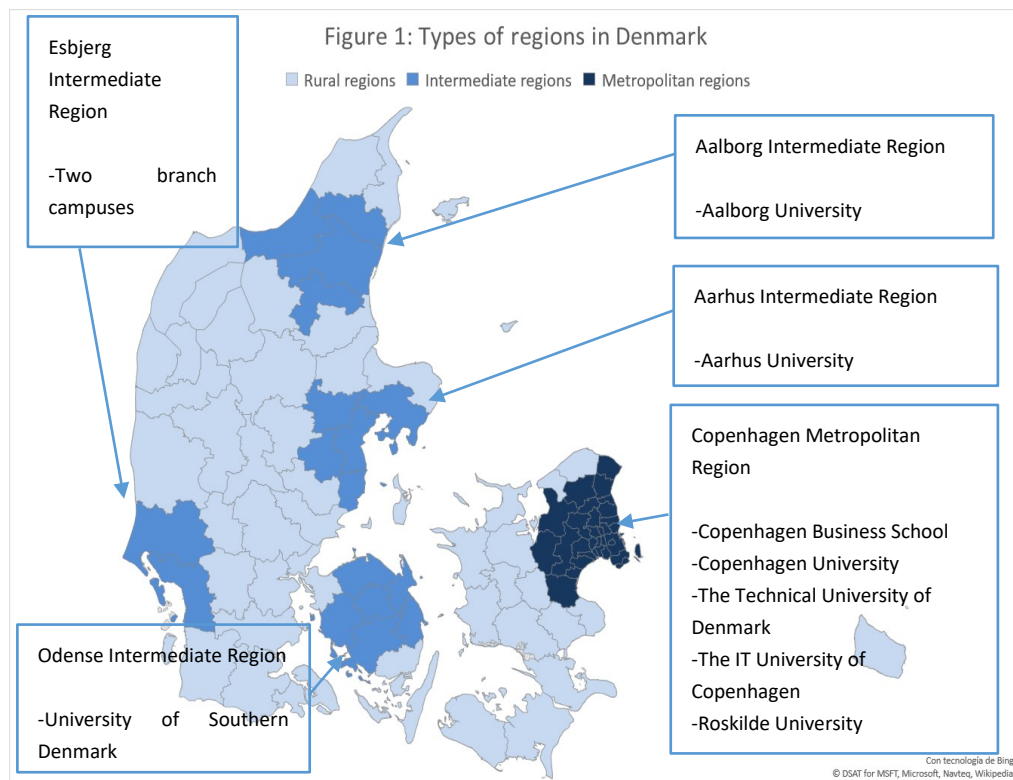 Figure 1: Types of regions in Denmark
Rural regions
Intermediate regions
Metropolitan regions
Esbjerg
Intermediate
Region
-Two branch
campuses
Aalborg Intermediate Region
-Aalborg University
Aarhus Intermediate Region
-Aarhus University
Copenhagen Metropolitan
Region
-Copenhagen Business School
-Copenhagen University
-The Technical University of
Denmark
-The IT University of
Copenhagen
-Roskilde University
Odense Intermediate Region
-University of Southern
Denmark
Con tecnología de Bing
© DSAT for MSFT, Microsoft, Navteq, Wikipedia